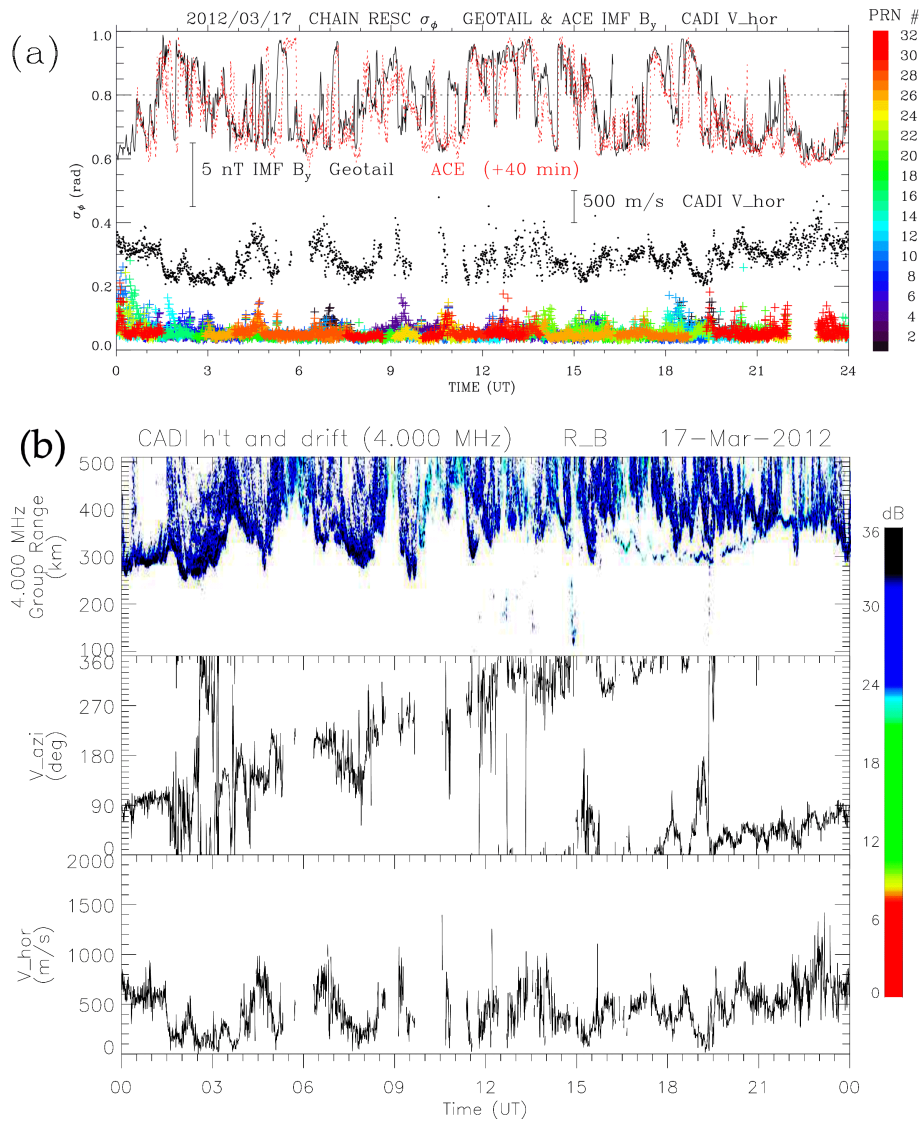 2012/03/17 CHAIN RESC σϕ GEOTAIL & ACE IMF By CADI V_hor
PRN #
(a)
1.0
0.8
0.6
0.4
0.2
0.0
σϕ (rad)
5 nT IMF By Geotail ACE (+40 min)
500 m/s CADI V_hor
0 3 6 9 12 15 18 21 24
TIME (UT)
32
30
28
26
24
22
20
18
16
14
12
10
8
6
4
2
(b)
CADI h't and drift (4.000 MHz) R_B 17-Mar-2012
4.000 MHz
Group Range
(km)
500
400
300
200
100
V_azi
(deg)
360
270
180
90
0
V_hor
(m/s)
2000
1500
1000
500
0
00 03 06 09 12 15 18 21 00
Time (UT)
dB
36
30
24
18
12
6
0